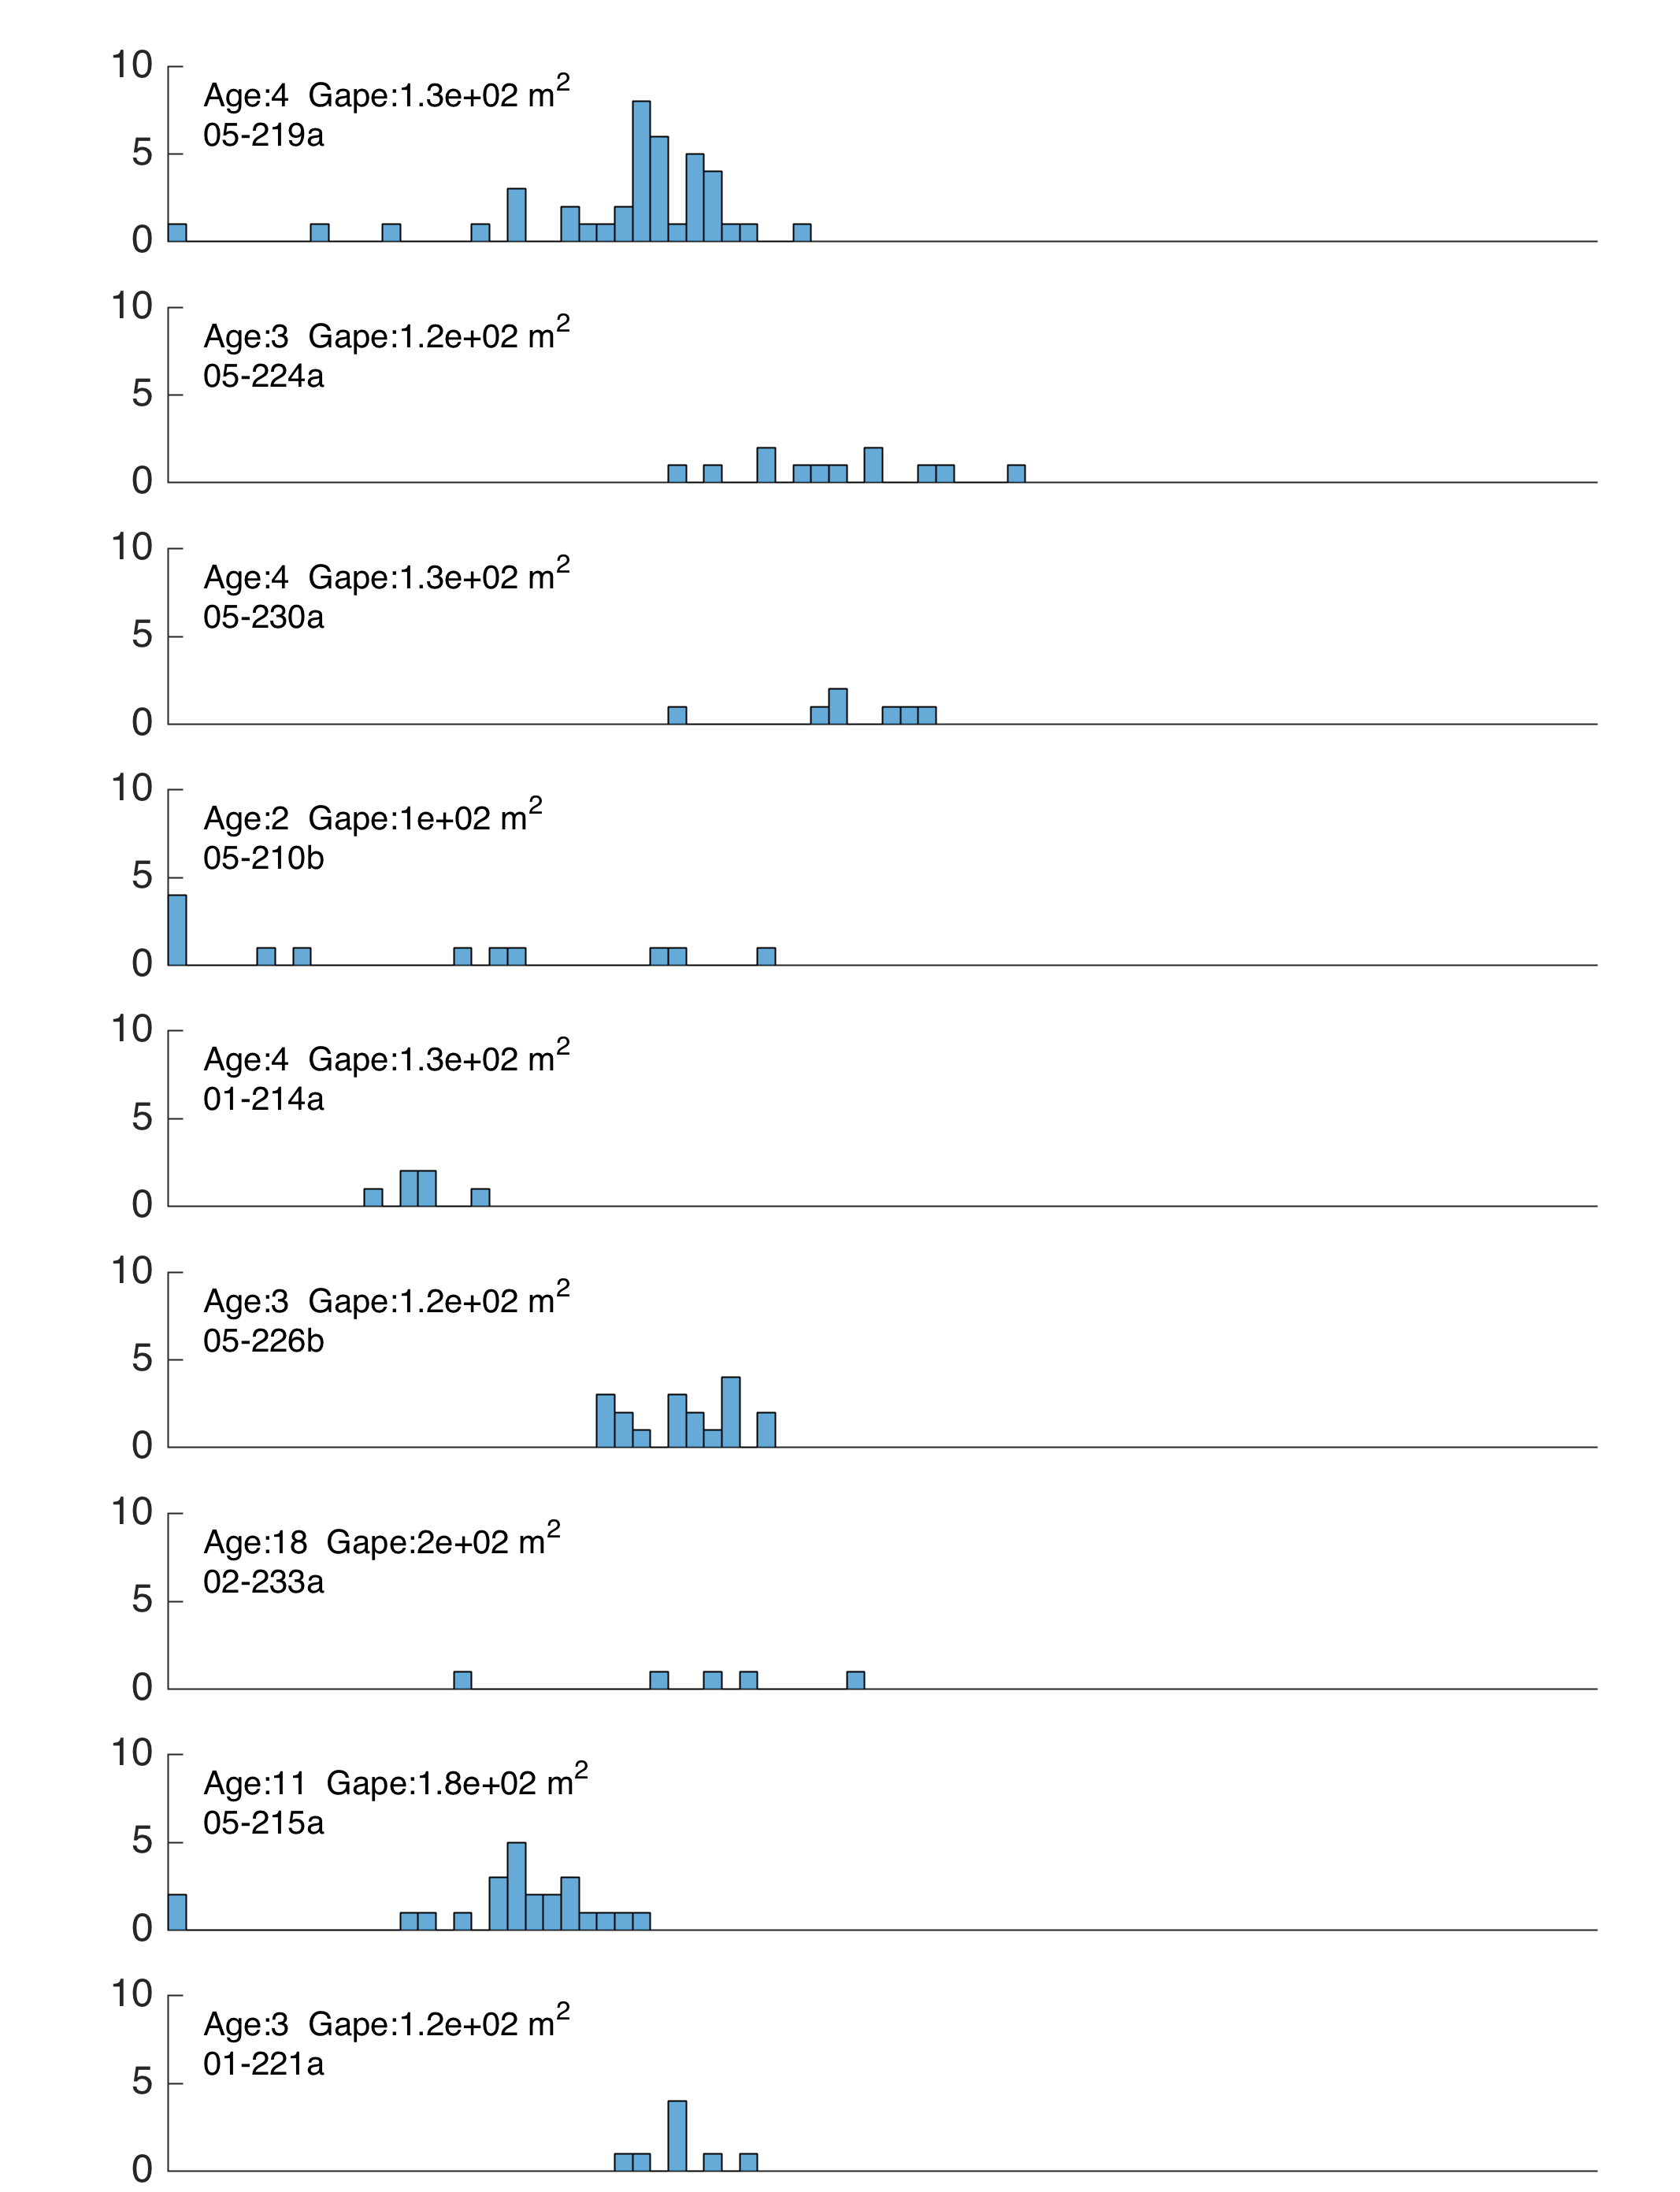 10
Age:4 Gape:1.3e+02 m²
05-219a
5
0
10
Age:3 Gape:1.2e+02 m²
05-224a
5
0
10
Age:4 Gape:1.3e+02 m²
05-230a
5
0
10
Age:2 Gape:1e+02 m²
05-210b
5
0
10
Age:4 Gape:1.3e+02 m²
01-214a
5
0
10
Age:3 Gape:1.2e+02 m²
05-226b
5
0
10
Age:18 Gape:2e+02 m²
02-233a
5
0
10
Age:11 Gape:1.8e+02 m²
05-215a
5
0
10
Age:3 Gape:1.2e+02 m²
01-221a
5
0